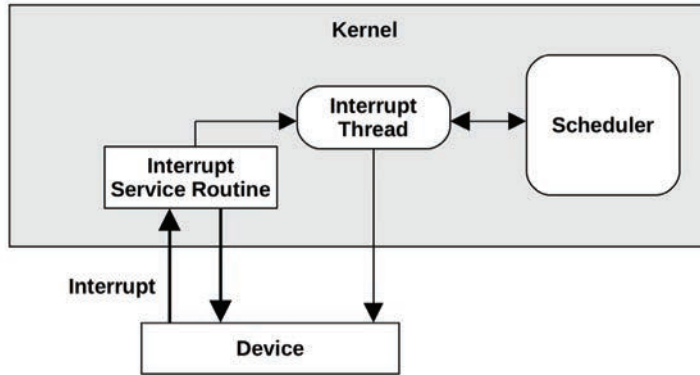 Kernel
Interrupt
Thread
Scheduler
Interrupt
Service Routine
Interrupt
Device